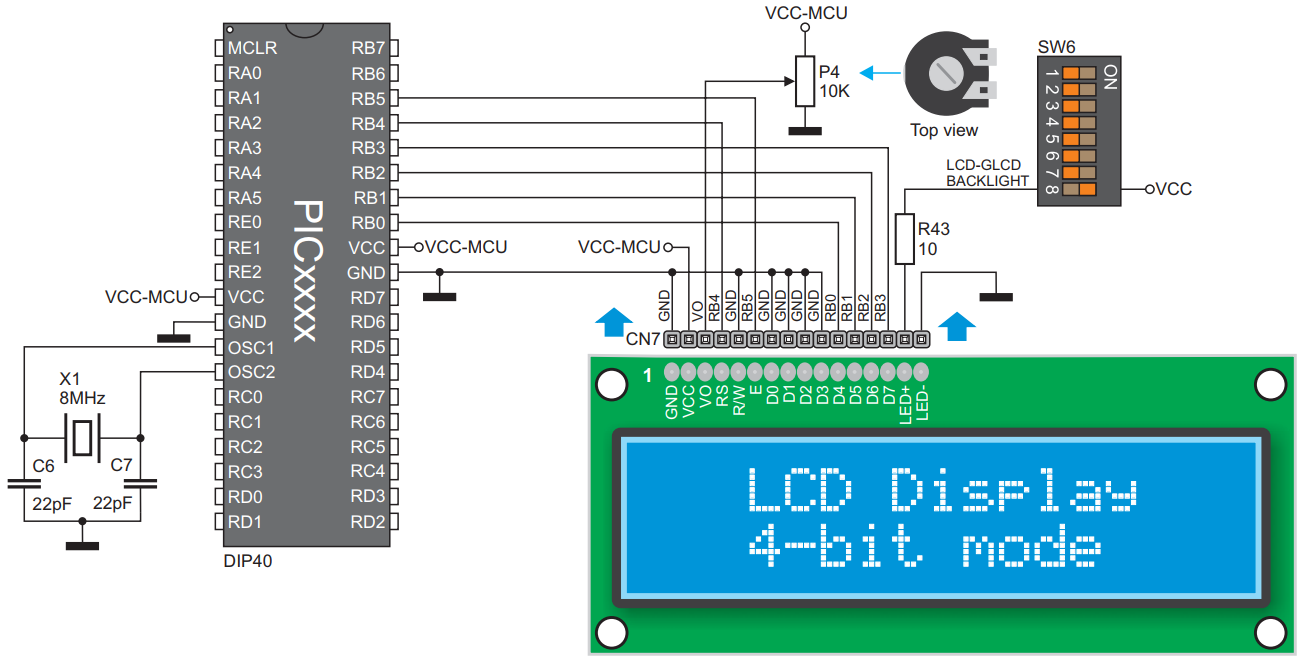 VCC-MCU
P4
10K
Top view
SW6
ON
1
2
3
4
5
6
7
8
LCD-GLCD
BACKLIGHT
VCC
R43
10
MCLR RB7
RA0 RB6
RA1 RB5
RA2 RB4
RA3 RB3
RA4 RB2
RA5 RB1
RE0 RB0
RE1 VCC
RE2 GND
VCC RD7
GND RD6
OSC1 RD5
OSC2 RD4
RC0 RC7
RC1 RC6
RC2 RC5
RC3 RC4
RD0 RD3
RD1 RD2
PICxxxx
DIP40
VCC-MCU
VCC-MCU
VCC-MCU
X1
8MHz
C6
22pF
C7
22pF
GND
VO
RB4
GND
RB5
GND
GND
GND
GND
RB0
RB1
RB2
RB3
CN7
1
GND
VCC
VO
RS
R/W
E
D0
D1
D2
D3
D4
D5
D6
D7
LED+
LED-
LCD Display
4-bit mode